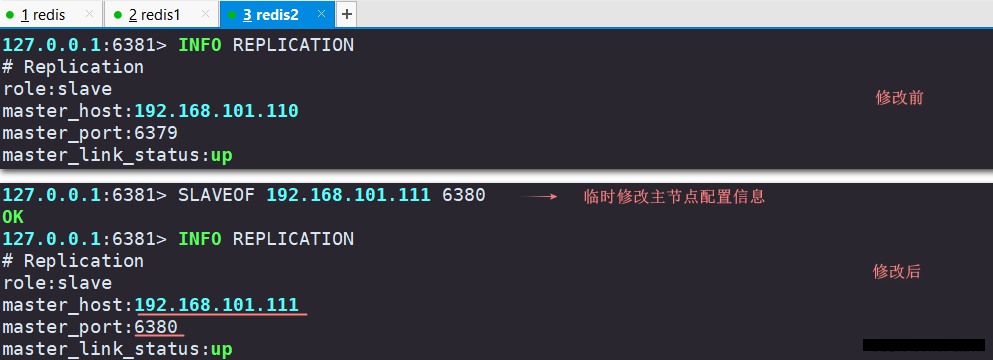 1 redis
2 redis1
3 redis2
127.0.0.1:6381> INFO REPLICATION
# Replication
role:slave
修改前
master_host:192.168.101.110
master_port:6379
master_link_status:up
127.0.0.1:6381> SLAVEOF 192.168.101.111 6380
临时修改主节点配置信息
OK
127.0.0.1:6381> INFO REPLICATION
# Replication
修改后
role:slave
master_host:192.168.101.111
master_port:6380
master_link_status:up